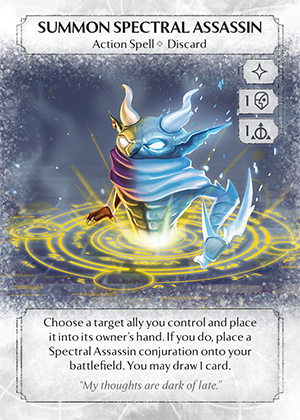 SUMMON SPECTRAL ASSASSIN
Action Spell ⟐ Discard
1
1
Choose a target ally you control and place
it into its owner's hand. If you do, place a
Spectral Assassin conjuration onto your
battlefield. You may draw 1 card.
"My thoughts are dark of late."